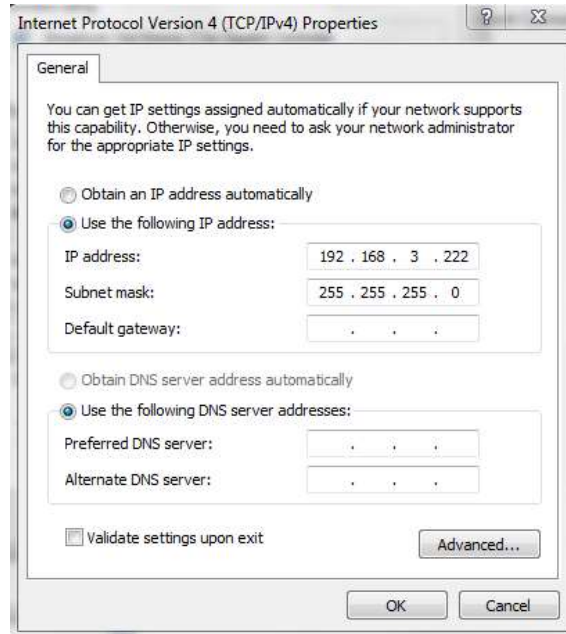 Internet Protocol Version 4 (TCP/IPv4) Properties
General
You can get IP settings assigned automatically if your network supports
this capability. Otherwise, you need to ask your network administrator
for the appropriate IP settings.
Obtain an IP address automatically
Use the following IP address:
IP address: 192 . 168 . 3 . 222
Subnet mask: 255 . 255 . 255 . 0
Default gateway: . . .
Obtain DNS server address automatically
Use the following DNS server addresses:
Preferred DNS server: . . .
Alternate DNS server: . . .
Validate settings upon exit
Advanced...
OK Cancel